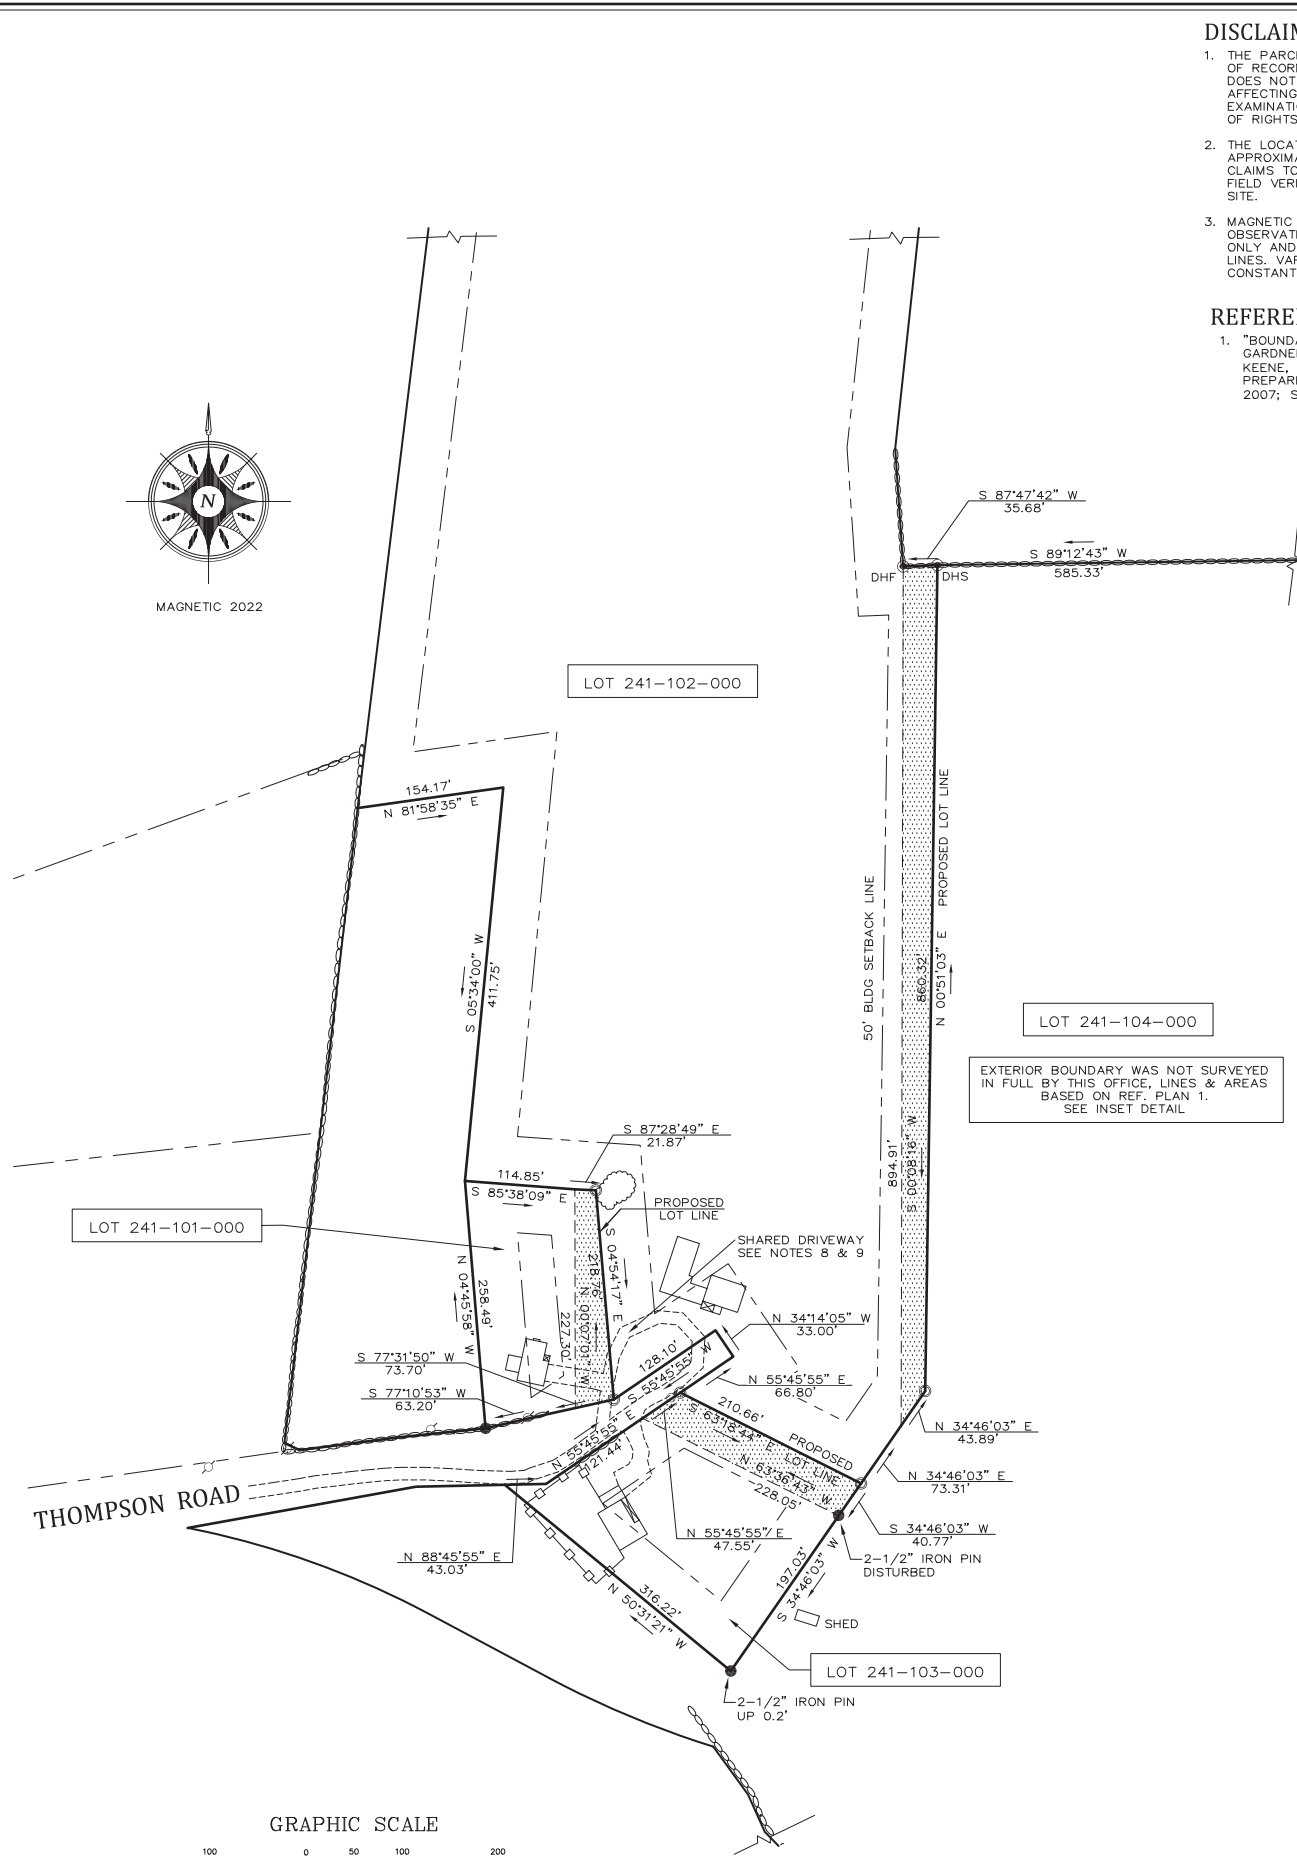 DISCLAIM
1. THE PARC
OF RECOR
DOES NOT
AFFECTING
EXAMINATI
OF RIGHTS
2. THE LOCA
APPROXIMA
CLAIMS TO
FIELD VERI
SITE.
3. MAGNETIC
OBSERVATI
ONLY AND
LINES. VAR
CONSTANT
REFERE
1. "BOUNDA
GARDNE
KEENE,
PREPAR
2007; S
N
MAGNETIC 2022
S 87°47'42" W
35.68'
S 89°12'43" W
585.33'
DHF
DHS
LOT 241-102-000
154.17'
N 81°58'35" E
S 05°34'00" W
411.75'
50' BLDG SETBACK LINE
PROPOSED LOT LINE
N 00°51'03" E
860.32'
LOT 241-104-000
EXTERIOR BOUNDARY WAS NOT SURVEYED
IN FULL BY THIS OFFICE, LINES & AREAS
BASED ON REF. PLAN 1.
SEE INSET DETAIL
S 00°08'16" W
894.91'
S 87°28'49" E
21.87'
114.85'
S 85°38'09" E
PROPOSED
LOT LINE
LOT 241-101-000
SHARED DRIVEWAY
SEE NOTES 8 & 9
S 04°54'17" E
218.76'
N 00°07'01" W
227.30'
N 04°45'58" W
258.49'
N 34°14'05" W
33.00'
128.10'
S 55°45'55" W
S 77°31'50" W
73.70'
S 77°10'53" W
63.20'
N 55°45'55" E
66.80'
210.66'
S 63°18'44" E
PROPOSED
LOT LINE
N 34°46'03" E
43.89'
N 55°45'55" E
121.44'
N 63°36'43" W
228.05'
N 34°46'03" E
73.31'
THOMPSON ROAD
N 55°45'55" E
47.55'
S 34°46'03" W
40.77'
N 88°45'55" E
43.03'
2-1/2" IRON PIN
DISTURBED
197.03'
S 34°46'03" W
316.22'
N 50°31'21" W
SHED
LOT 241-103-000
2-1/2" IRON PIN
UP 0.2'
GRAPHIC SCALE
100 0 50 100 200